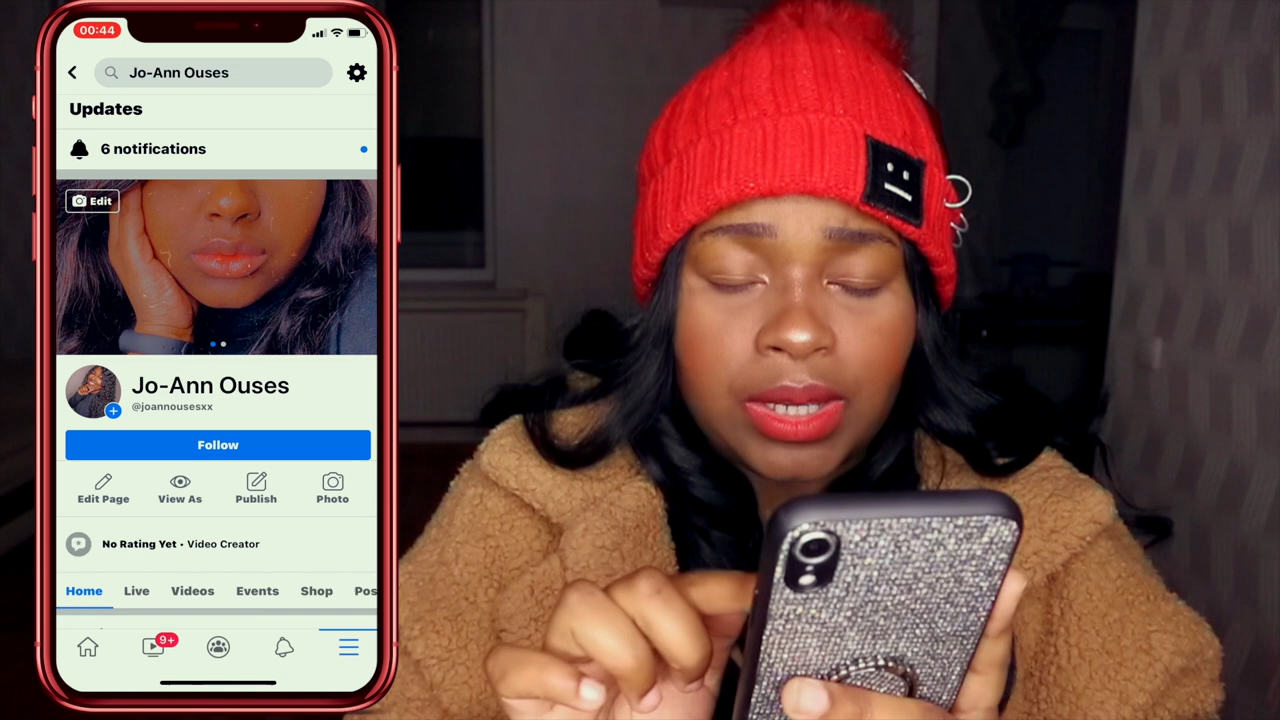 00:44
Jo-Ann Ouses
Updates
6 notifications
Edit
Jo-Ann Ouses
@joannousesxx
Follow
Edit Page View As Publish Photo
No Rating Yet · Video Creator
Home Live Videos Events Shop Pos
9+